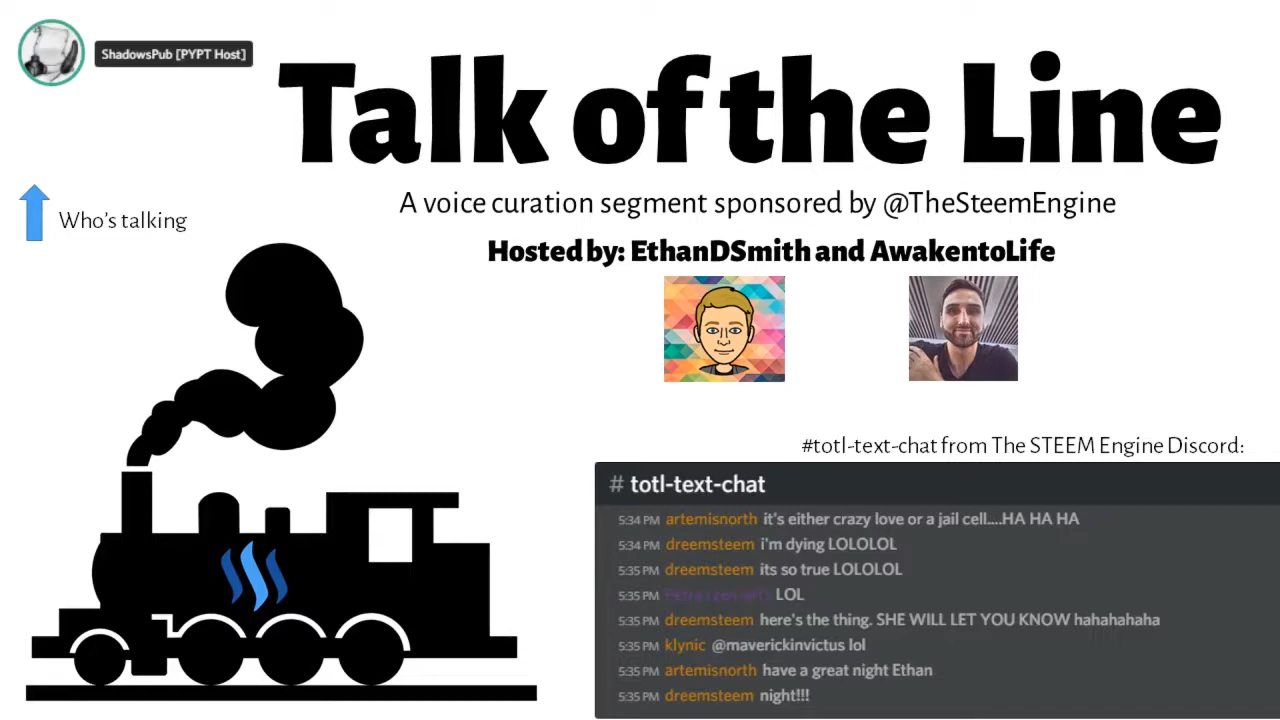 ShadowsPub [PYPT Host]
Talk of the Line
A voice curation segment sponsored by @TheSteemEngine
Who's talking
Hosted by: EthanDSmith and AwakentoLife
#totl-text-chat from The STEEM Engine Discord:
# totl-text-chat
5:34 PM artemisnorth it's either crazy love or a jail cell....HA HA HA
5:34 PM dreemsteem i'm dying LOLOLOL
5:35 PM dreemsteem its so true LOLOLOL
5:35 PM LOL
5:35 PM dreemsteem here's the thing. SHE WILL LET YOU KNOW hahahahaha
5:35 PM klynic @maverickinvictus lol
5:35 PM artemisnorth have a great night Ethan
5:35 PM dreemsteem night!!!